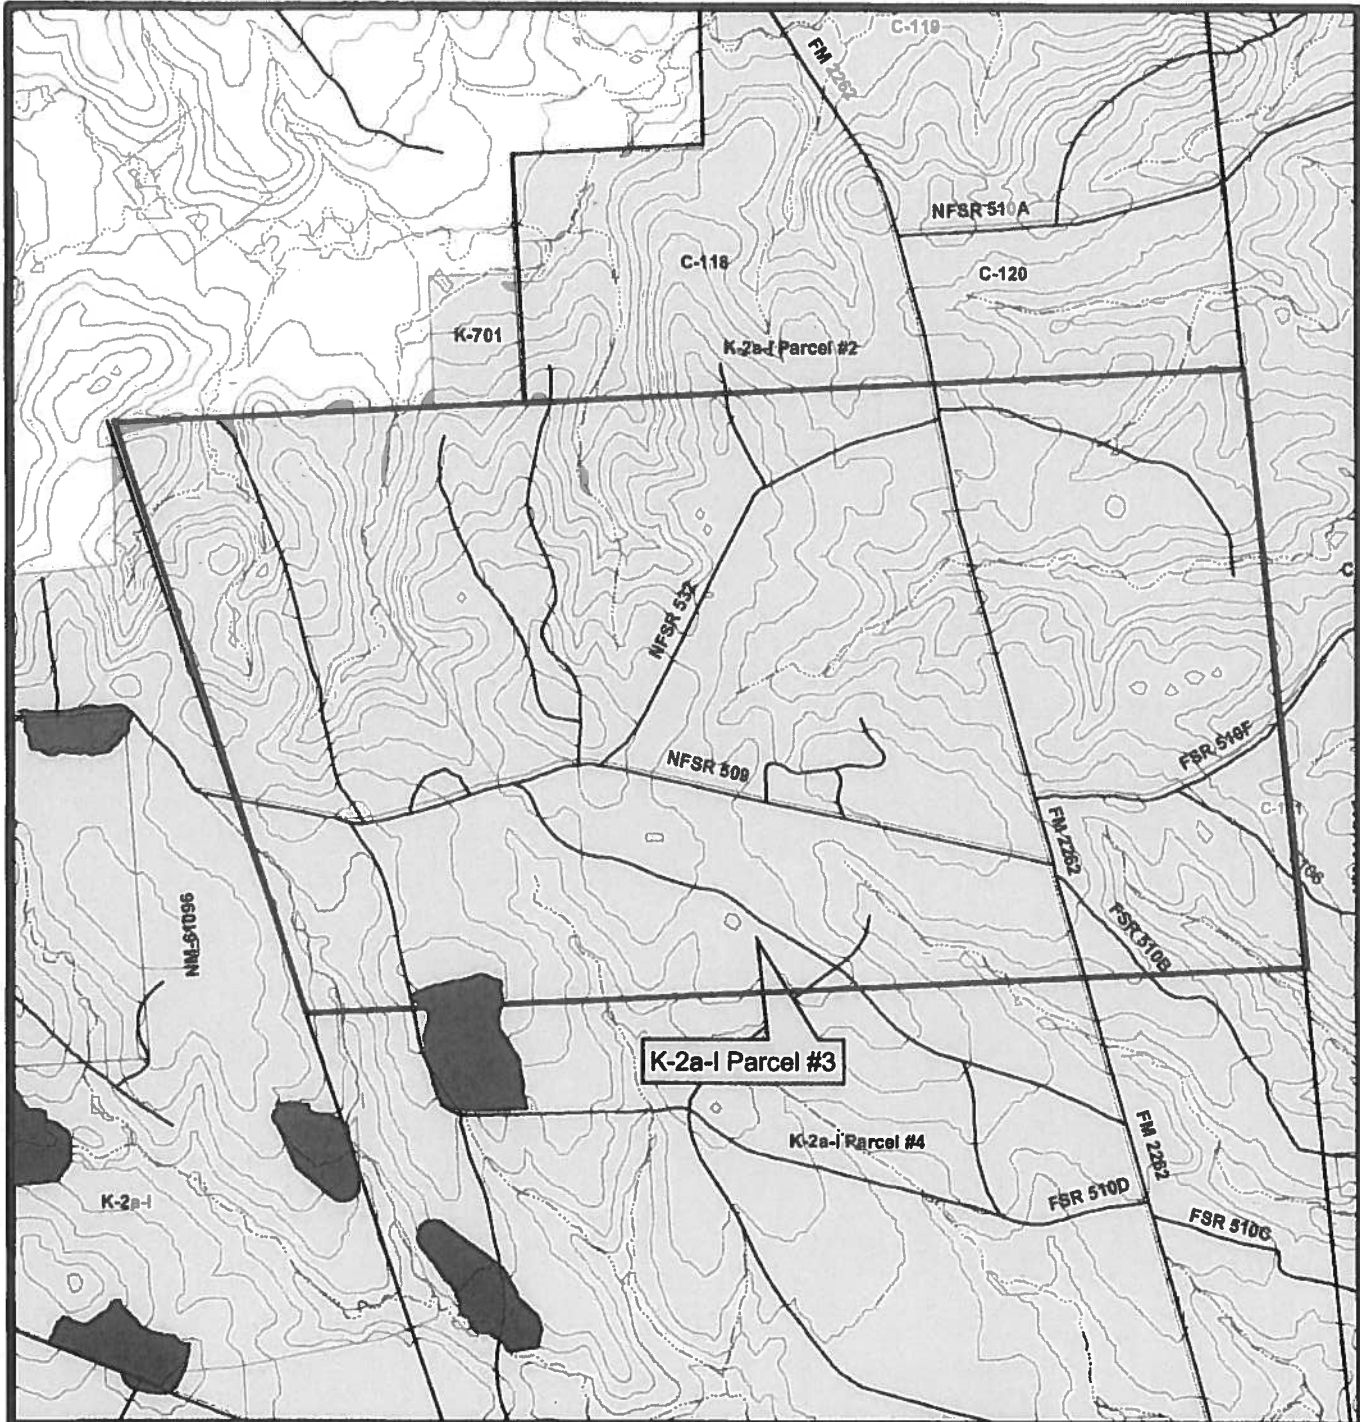 C-119
FM 2262
NFSR 510A
C-118
C-120
K-701
K-2a-I Parcel #2
NFSR 532
C
NFSR 509
FSR 510F
FM 2262
FSR 510B
NM-61096
K-2a-I Parcel #3
K-2a-I Parcel #4
FM 2262
K-2a-I
FSR 510D
FSR 510C